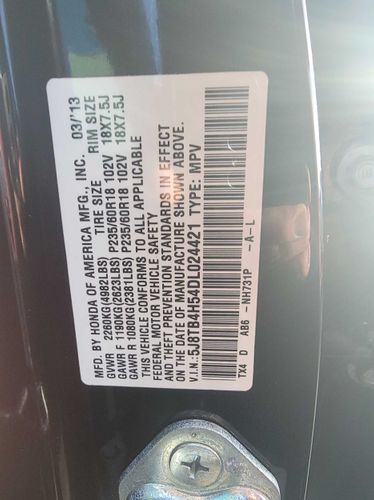 MFD. BY HONDA OF AMERICA MFG., INC. 03/'13
TIRE SIZE RIM SIZE
GVWR 2260KG(4982LBS)
GAWR F 1190KG(2623LBS) P235/60R18 102V 18X7.5J
GAWR R 1080KG(2381LBS) P235/60R18 102V 18X7.5J
THIS VEHICLE CONFORMS TO ALL APPLICABLE
FEDERAL MOTOR VEHICLE SAFETY
AND THEFT PREVENTION STANDARDS IN EFFECT
ON THE DATE OF MANUFACTURE SHOWN ABOVE.
V.I.N.:5J8TB4H54DL024421 TYPE: MPV
TX4 D AB6 -NH731P -A-L